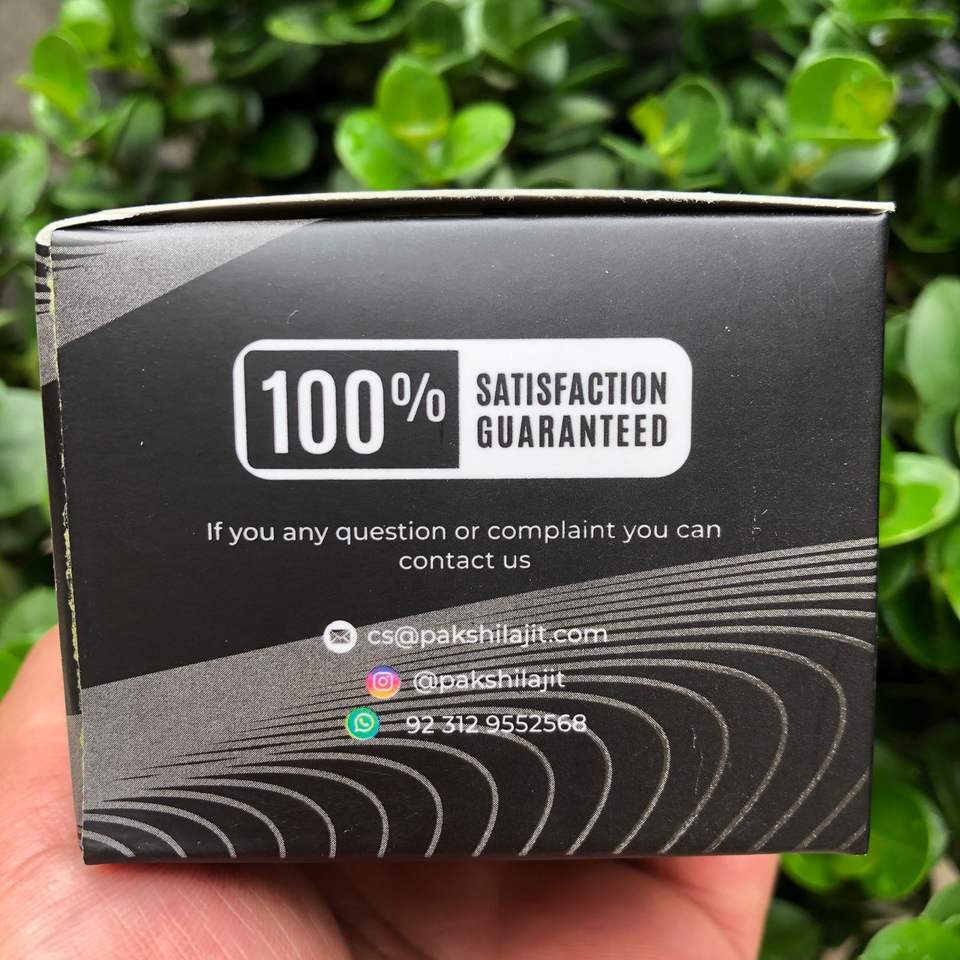 100% SATISFACTION
GUARANTEED
If you any question or complaint you can
contact us
cs@pakshilajit.com
@pakshilajit
92 312 9552568